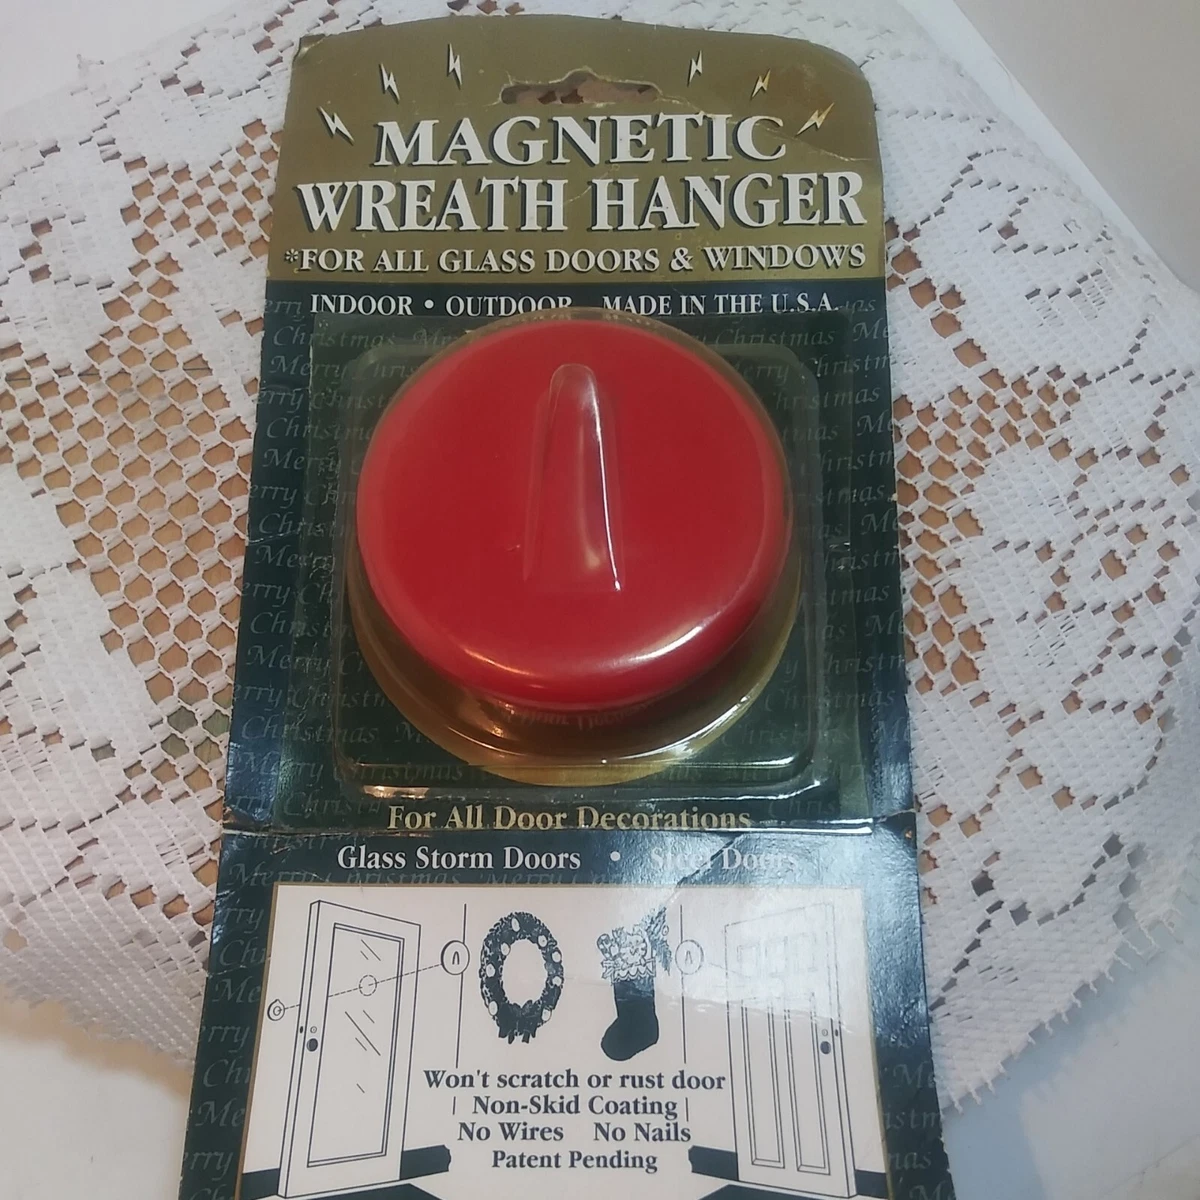 MAGNETIC
WREATH HANGER
*FOR ALL GLASS DOORS & WINDOWS
INDOOR • OUTDOOR MADE IN THE U.S.A.
For All Door Decorations
Glass Storm Doors • Steel Doors
Won't scratch or rust door
Non-Skid Coating
No Wires No Nails
Patent Pending